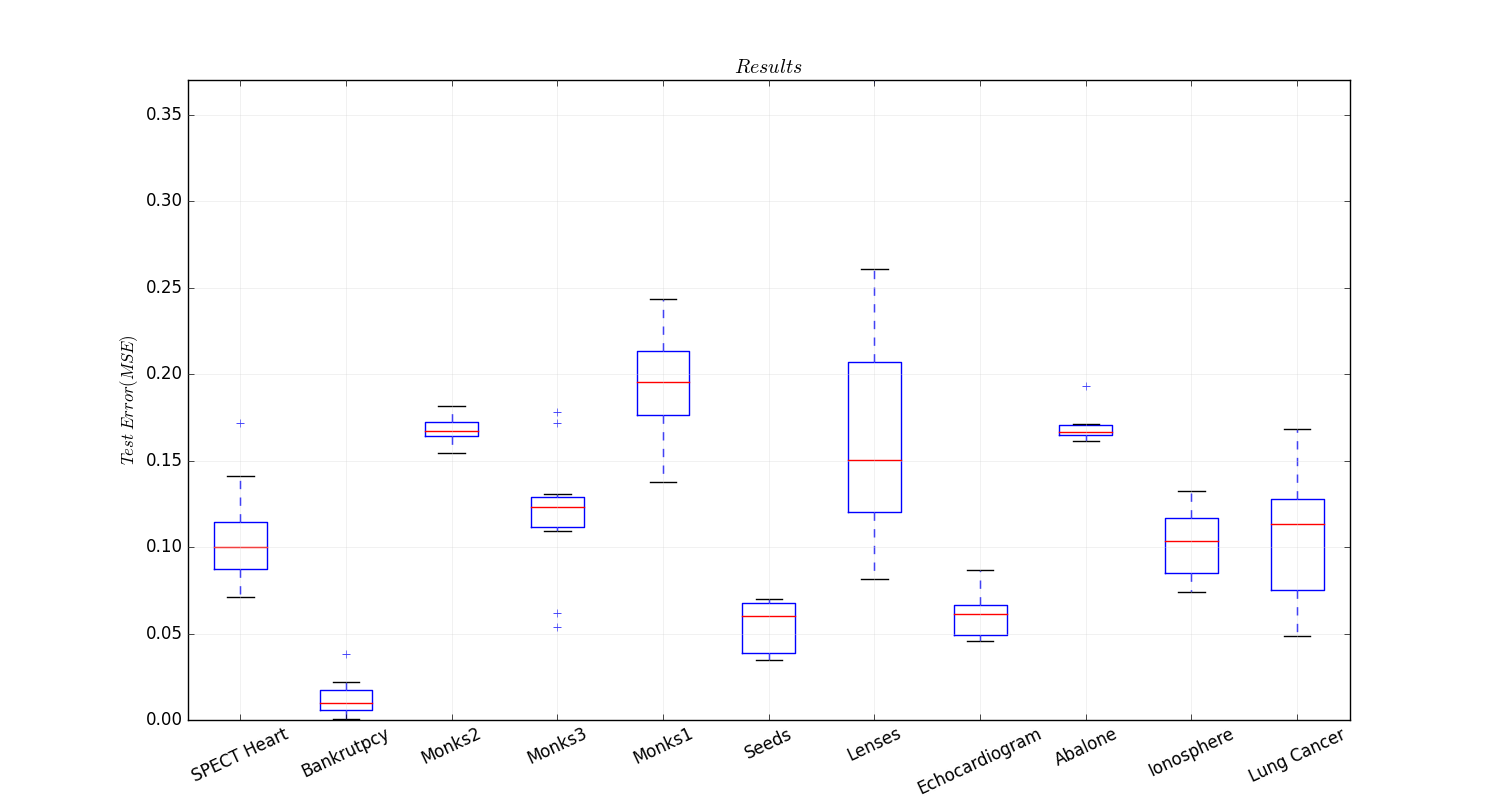 Results
Test Error(MSE)
0.35
0.30
0.25
0.20
0.15
0.10
0.05
0.00
SPECT Heart
Bankrutpcy
Monks2
Monks3
Monks1
Seeds
Lenses
Echocardiogram
Abalone
Ionosphere
Lung Cancer